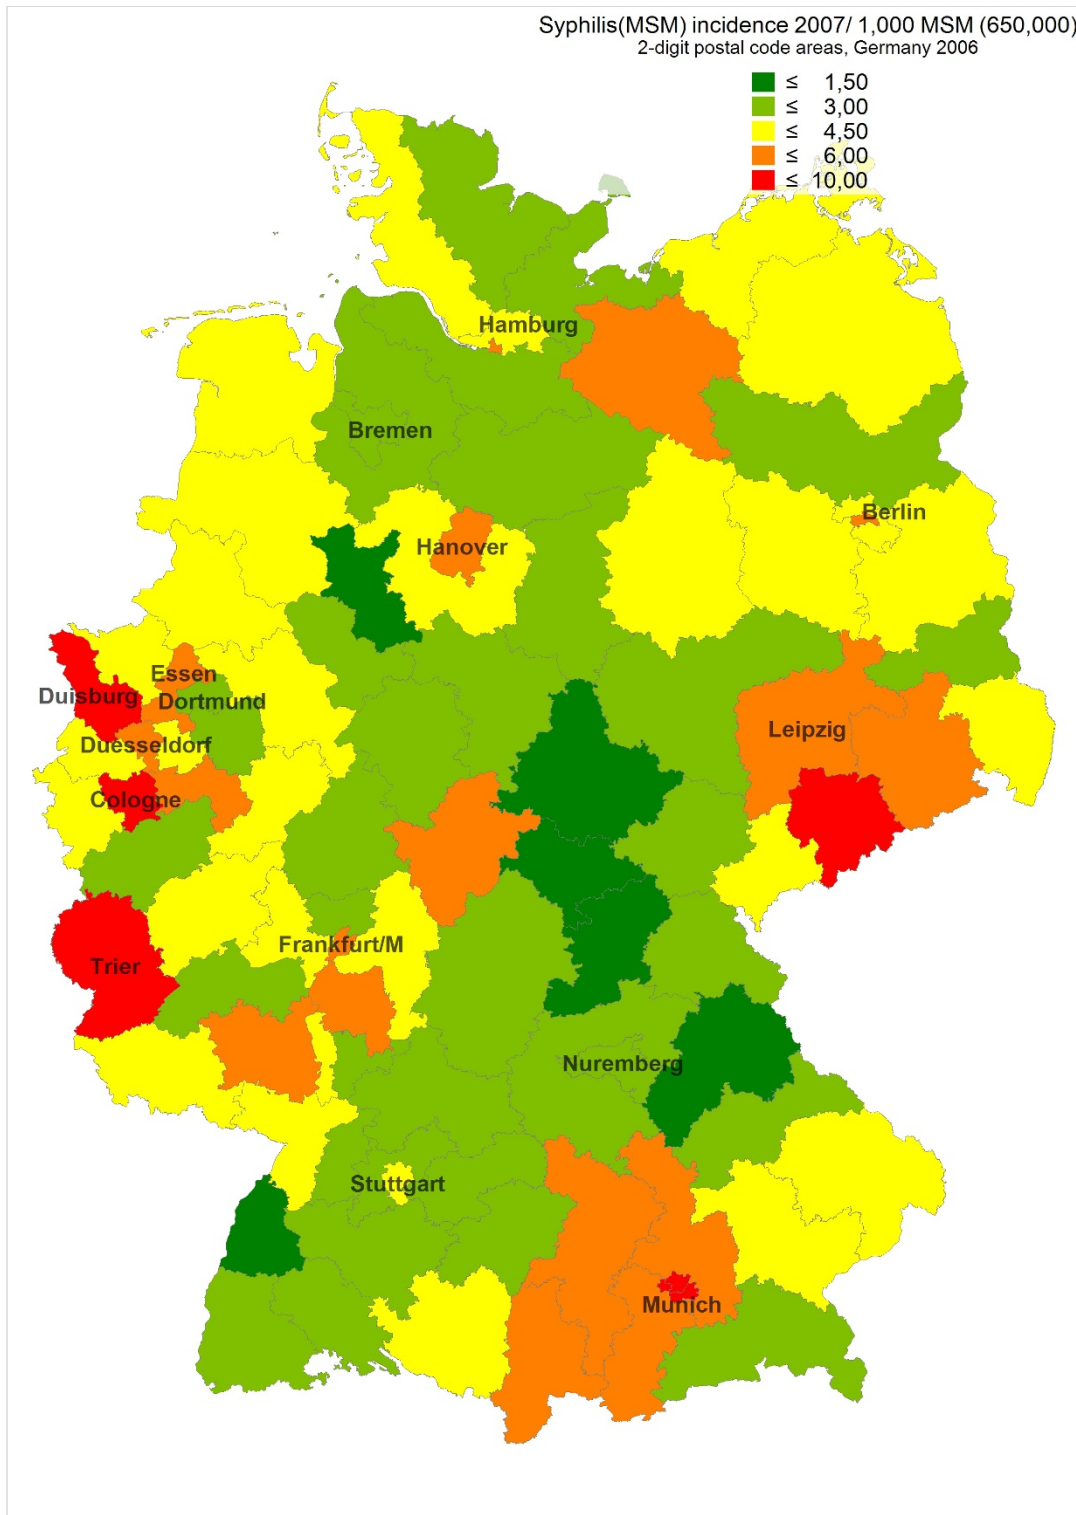 Syphilis(MSM) incidence 2007/ 1,000 MSM (650,000)
2-digit postal code areas, Germany 2006
≤ 1,50
≤ 3,00
≤ 4,50
≤ 6,00
≤ 10,00
Hamburg
Bremen
Berlin
Hanover
Essen
Duisburg
Dortmund
Duesseldorf
Leipzig
Cologne
Frankfurt/M
Trier
Nuremberg
Stuttgart
Munich